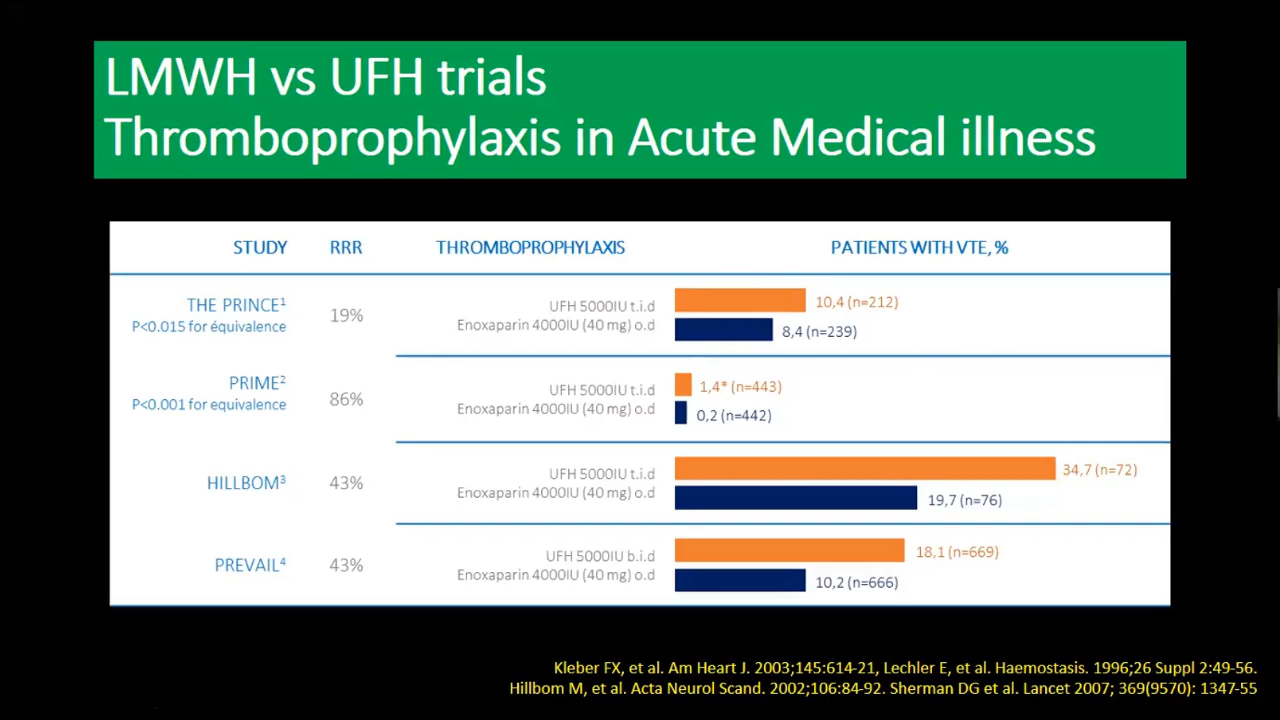 LMWH vs UFH trials
Thromboprophylaxis in Acute Medical illness
STUDY RRR THROMBOPROPHYLAXIS PATIENTS WITH VTE, %
THE PRINCE¹
P<0.015 for équivalence
19%
UFH 5000IU t.i.d
Enoxaparin 4000IU (40 mg) o.d
10,4 (n=212)
8,4 (n=239)
PRIME²
P<0.001 for equivalence
86%
UFH 5000IU t.i.d
Enoxaparin 4000IU (40 mg) o.d
1,4* (n=443)
0,2 (n=442)
HILLBOM³
43%
UFH 5000IU t.i.d
Enoxaparin 4000IU (40 mg) o.d
34,7 (n=72)
19,7 (n=76)
PREVAIL⁴
43%
UFH 5000IU b.i.d
Enoxaparin 4000IU (40 mg) o.d
18,1 (n=669)
10,2 (n=666)
Kleber FX, et al. Am Heart J. 2003;145:614-21, Lechler E, et al. Haemostasis. 1996;26 Suppl 2:49-56.
Hillbom M, et al. Acta Neurol Scand. 2002;106:84-92. Sherman DG et al. Lancet 2007; 369(9570): 1347-55